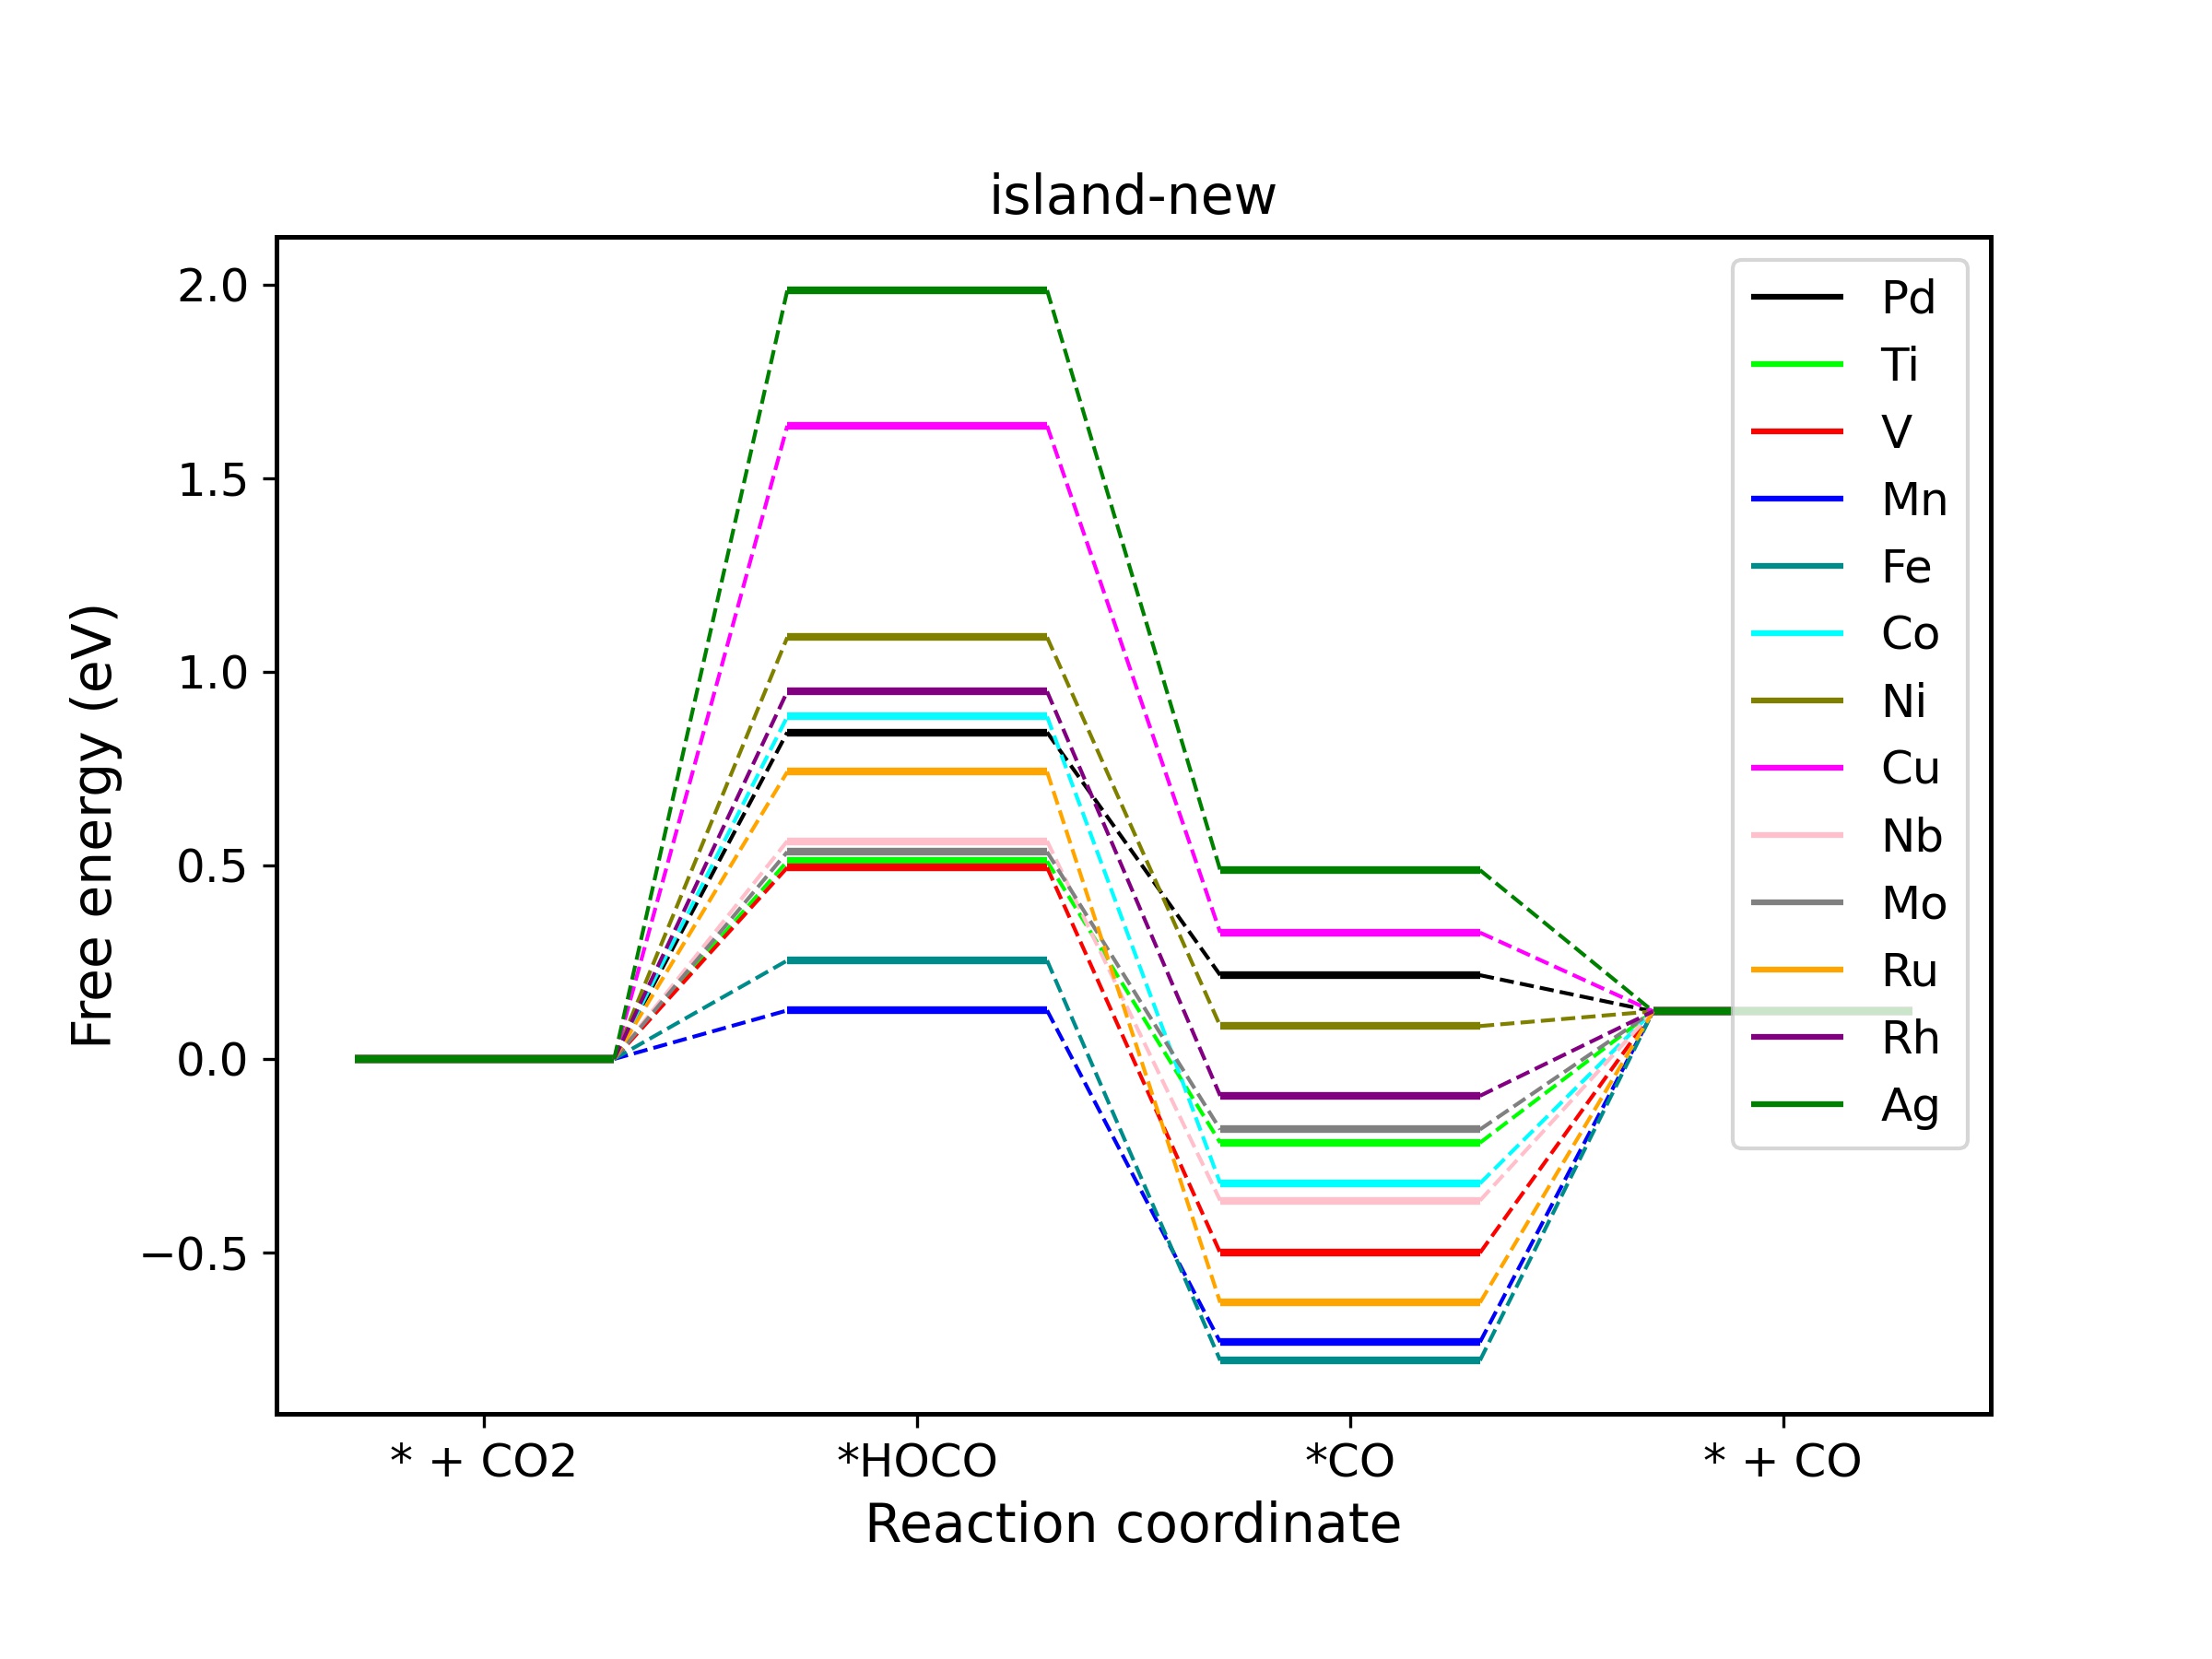 island-new
Free energy (eV)
2.0
1.5
1.0
0.5
0.0
−0.5
Pd
Ti
V
Mn
Fe
Co
Ni
Cu
Nb
Mo
Ru
Rh
Ag
* + CO2
*HOCO
*CO
* + CO
Reaction coordinate